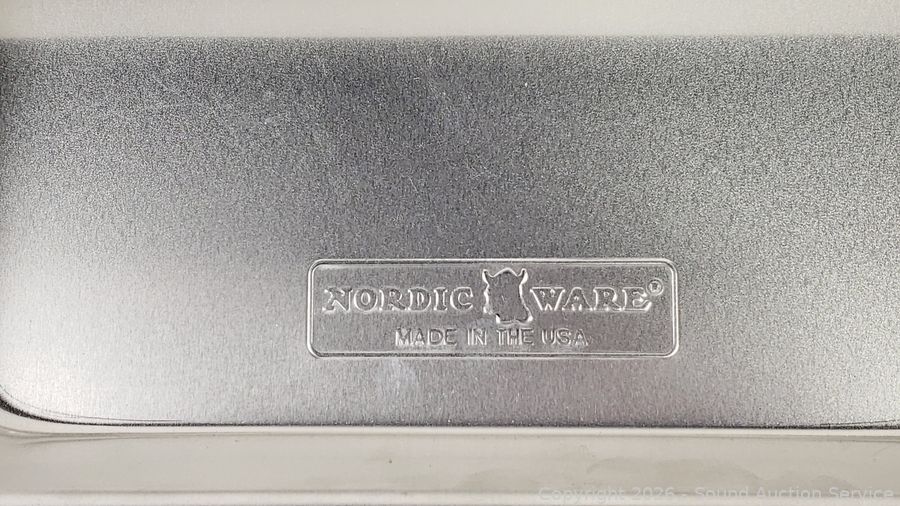 NORDIC WARE®
MADE IN THE USA
Copyright 2026 - Sound Auction Service